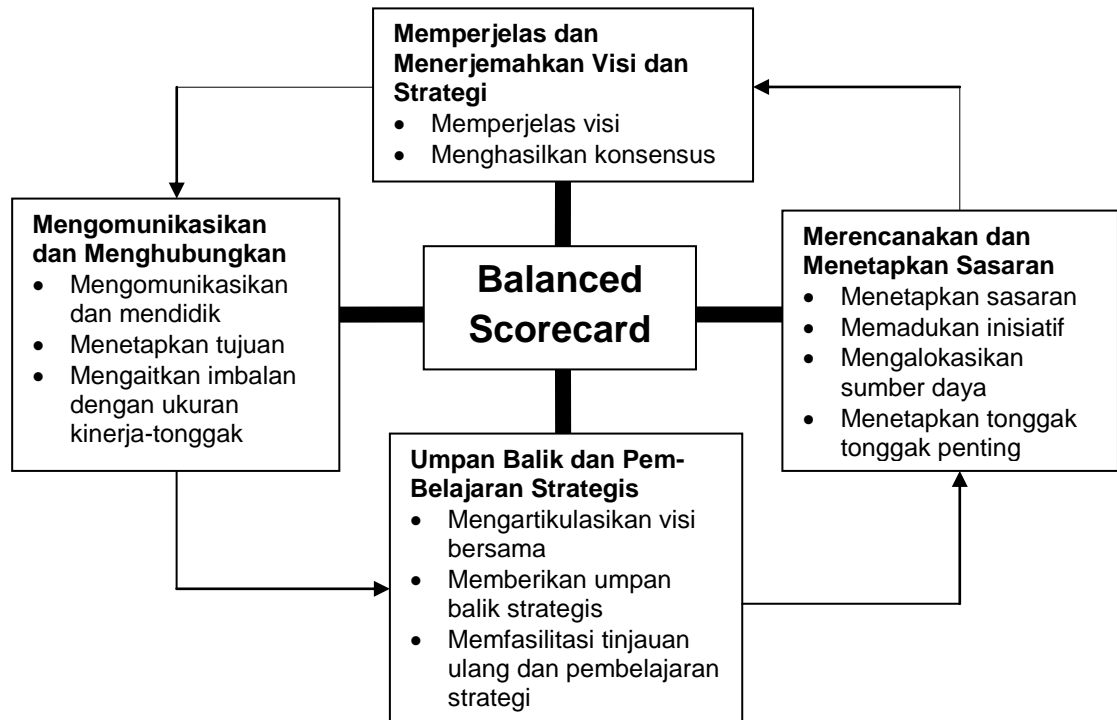 Memperjelas dan
Menerjemahkan Visi dan
Strategi
• Memperjelas visi
• Menghasilkan konsensus
Mengomunikasikan
dan Menghubungkan
• Mengomunikasikan
dan mendidik
• Menetapkan tujuan
• Mengaitkan imbalan
dengan ukuran
kinerja-tonggak
Balanced
Scorecard
Merencanakan dan
Menetapkan Sasaran
• Menetapkan sasaran
• Memadukan inisiatif
• Mengalokasikan
sumber daya
• Menetapkan tonggak
tonggak penting
Umpan Balik dan Pem-
Belajaran Strategis
• Mengartikulasikan visi
bersama
• Memberikan umpan
balik strategis
• Memfasilitasi tinjauan
ulang dan pembelajaran
strategi